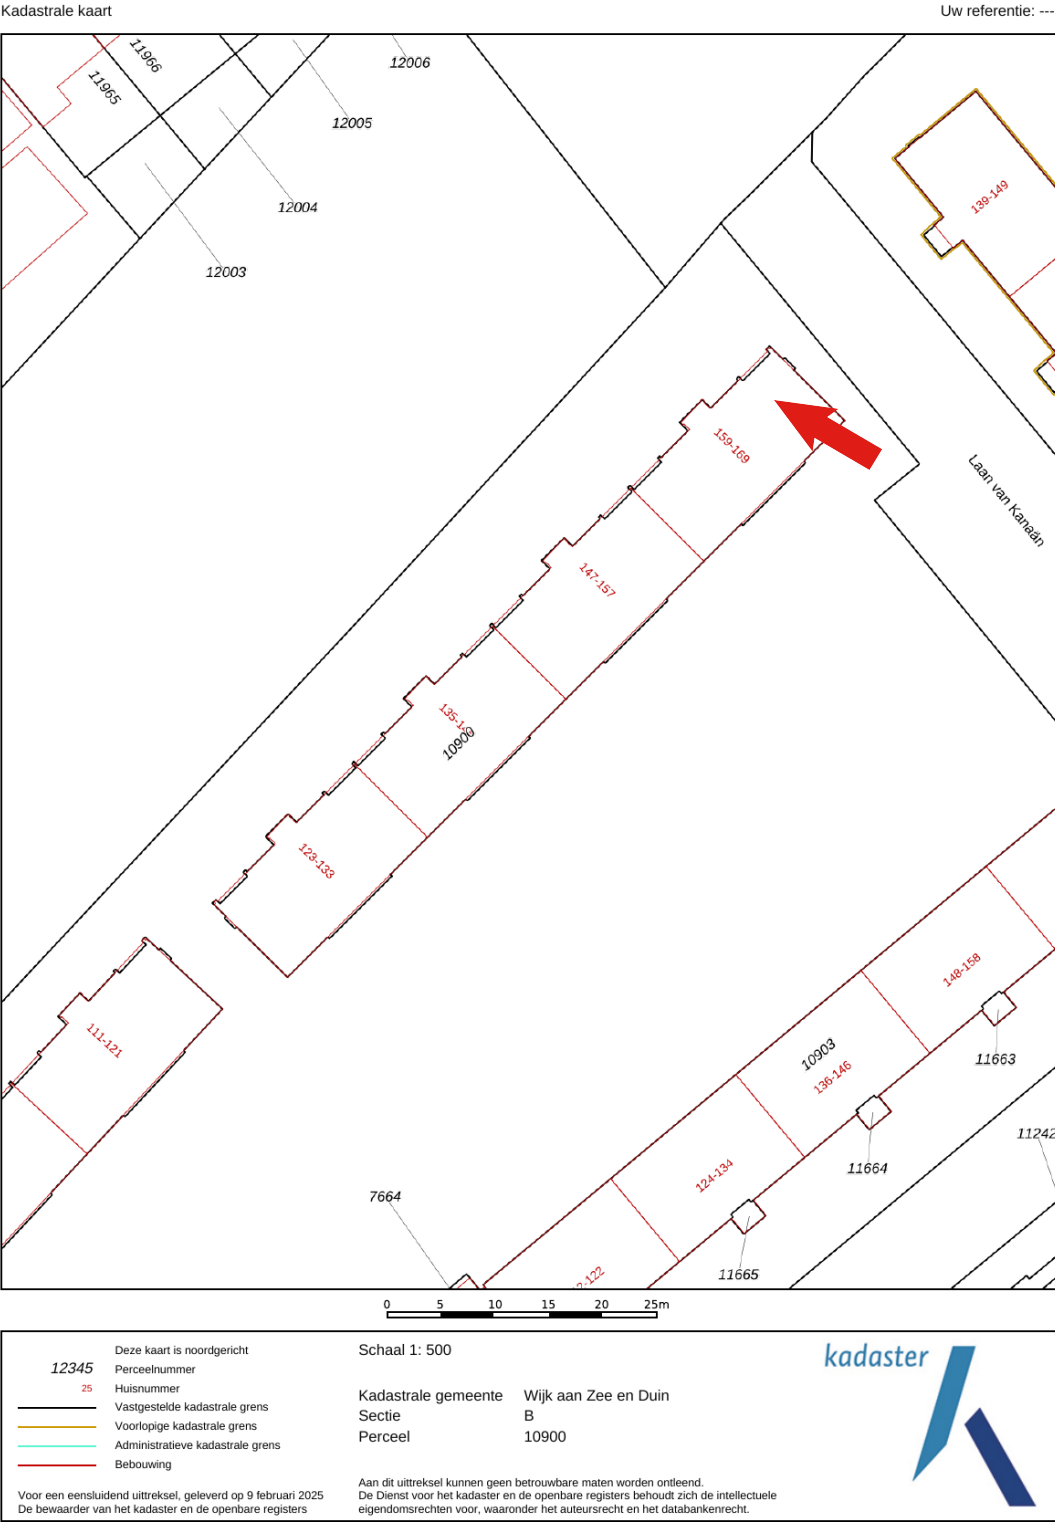 Kadastrale kaart
Uw referentie: ---
11966
11965
12006
12005
12004
12003
139-149
159-169
Laan van Kanaän
147-157
10900
123-133
111-121
148-158
10903
136-146
11663
11242
11664
124-134
7664
11665
0 5 10 15 20 25m
Deze kaart is noordgericht
12345 Perceelnummer
25 Huisnummer
Vastgestelde kadastrale grens
Voorlopige kadastrale grens
Administratieve kadastrale grens
Bebouwing
Voor een eensluidend uittreksel, geleverd op 9 februari 2025
De bewaarder van het kadaster en de openbare registers
Schaal 1: 500
Kadastrale gemeente Wijk aan Zee en Duin
Sectie B
Perceel 10900
Aan dit uittreksel kunnen geen betrouwbare maten worden ontleend.
De Dienst voor het kadaster en de openbare registers behoudt zich de intellectuele
eigendomsrechten voor, waaronder het auteursrecht en het databankenrecht.
kadaster